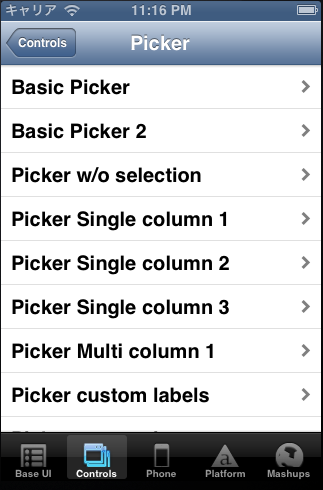 キャリア 11:16 PM
Controls Picker
Basic Picker
Basic Picker 2
Picker w/o selection
Picker Single column 1
Picker Single column 2
Picker Single column 3
Picker Multi column 1
Picker custom labels
Base UI Controls Phone Platform Mashups